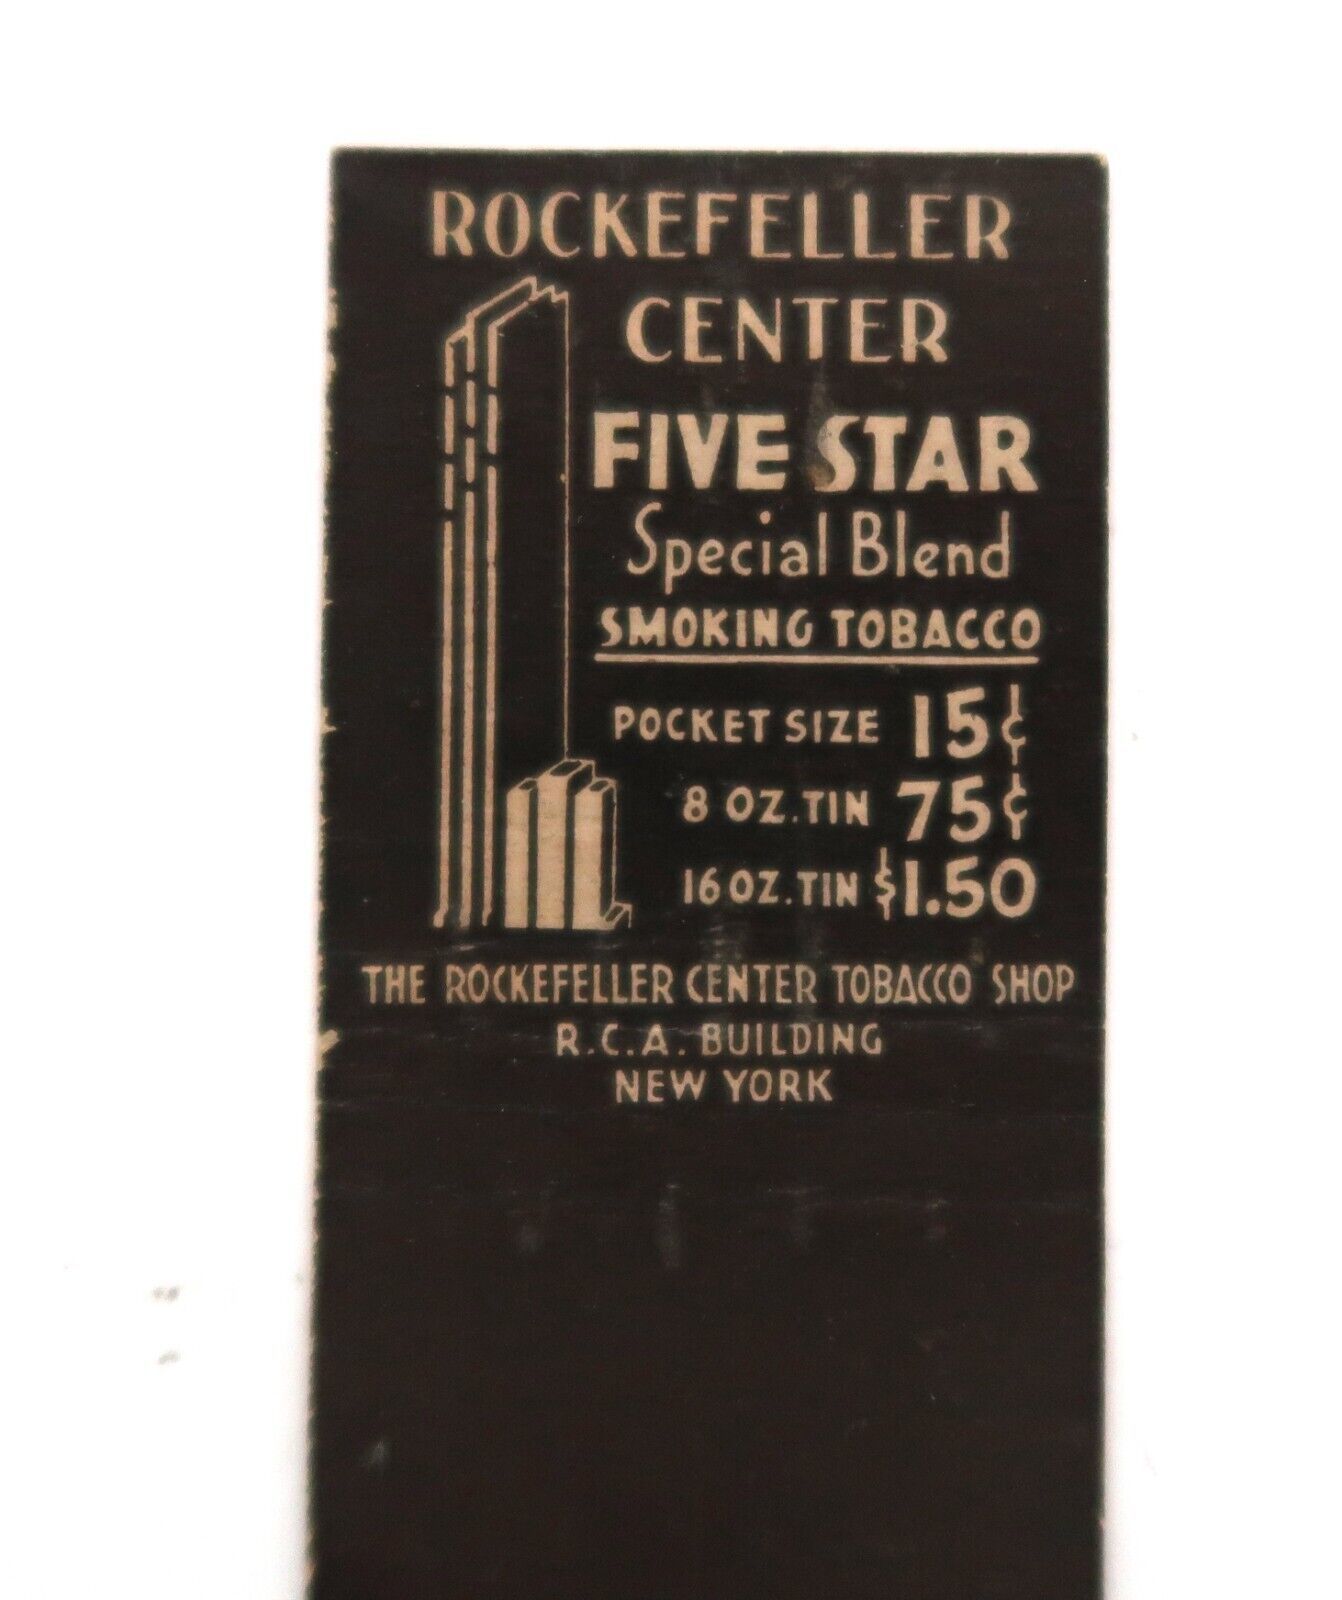 ROCKEFELLER
CENTER
FIVE STAR
Special Blend
SMOKING TOBACCO
POCKET SIZE 15¢
8 OZ. TIN 75¢
16 OZ. TIN $1.50
THE ROCKEFELLER CENTER TOBACCO SHOP
R.C.A. BUILDING
NEW YORK